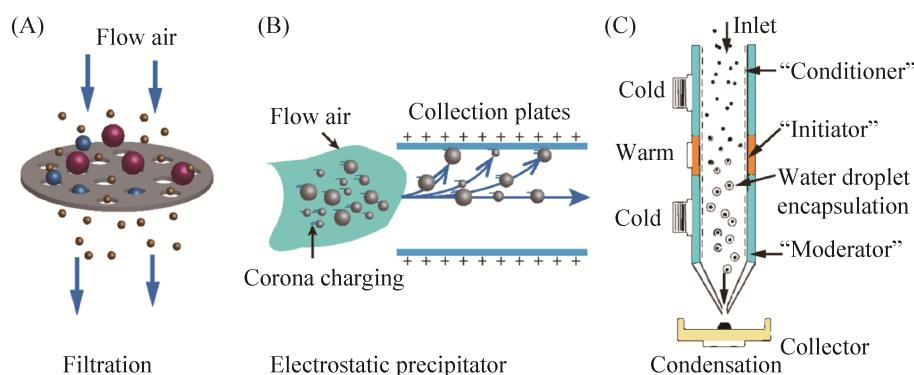 (A)
Flow air
Filtration
(B)
Flow air
Collection plates
+ + + + + + + + + + +
+ + + + + + + + + + +
Corona charging
Electrostatic precipitator
(C)
Inlet
“Conditioner”
Cold
“Initiator”
Warm
Water droplet
encapsulation
Cold
“Moderator”
Collector
Condensation